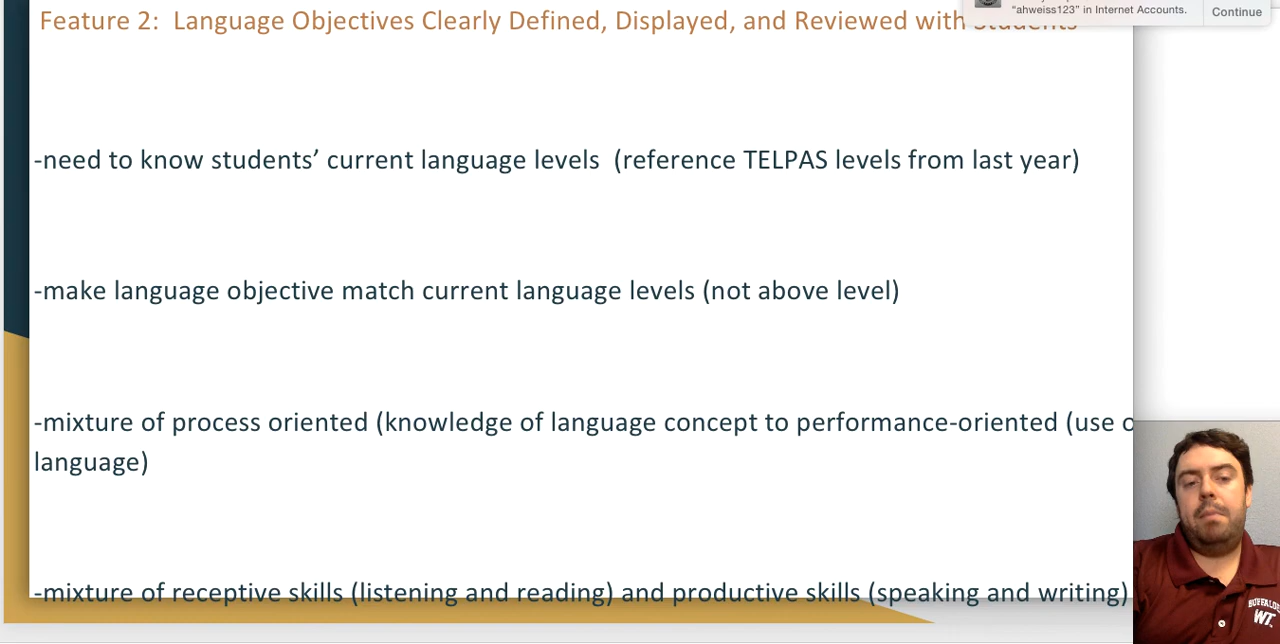 Feature 2:  Language Objectives Clearly Defined, Displayed, and Reviewed with
"ahweiss123" in Internet Accounts.
Continue
-need to know students’ current language levels  (reference TELPAS levels from last year)
-make language objective match current language levels (not above level)
-mixture of process oriented (knowledge of language concept to performance-oriented (use
language)
-mixture of receptive skills (listening and reading) and productive skills (speaking and writing)
BUFFALOES
WT